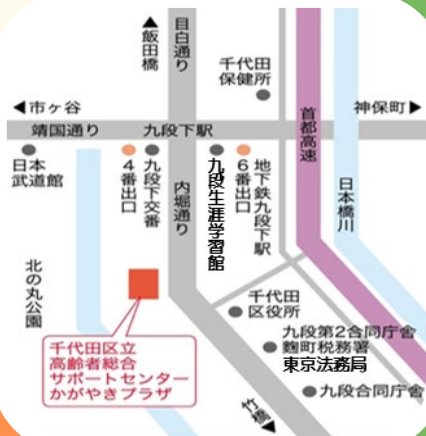 ▲飯田橋
目白通り
千代田
保健所
◀市ヶ谷
首都高速
神保町▶
靖国通り
九段下駅
日本
武道館
4番出口
九段下交番
内堀通り
九段生涯学習館
6番出口
地下鉄九段下駅
日本橋川
北の丸公園
千代田
区役所
千代田区立
高齢者総合
サポートセンター
かがやきプラザ
九段第2合同庁舎
麹町税務署
東京法務局
九段合同庁舎
竹橋▼